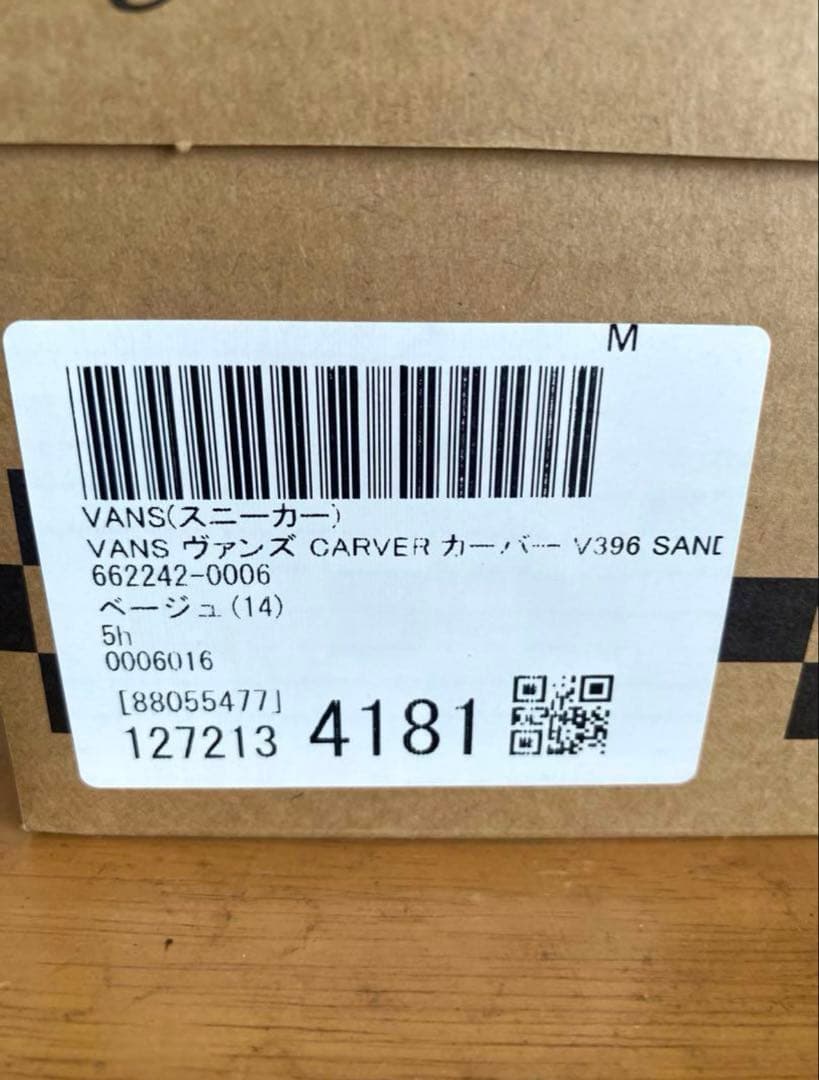 M
VANS(スニーカー)
VANS ヴァンズ CARVER カーバー V396 SAND
662242-0006
ベージュ(14)
5h
0006016
[88055477]
127213 4181